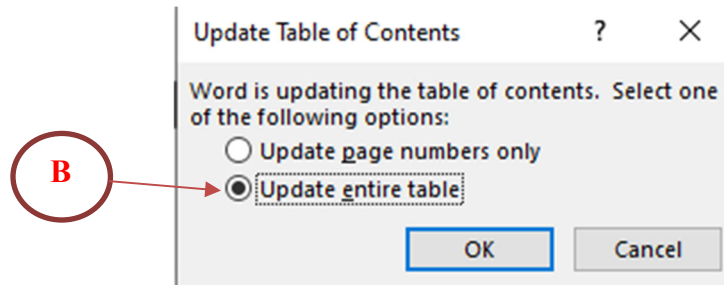 Update Table of Contents ?
Word is updating the table of contents. Select one
of the following options:
Update page numbers only
B
Update entire table
OK Cancel